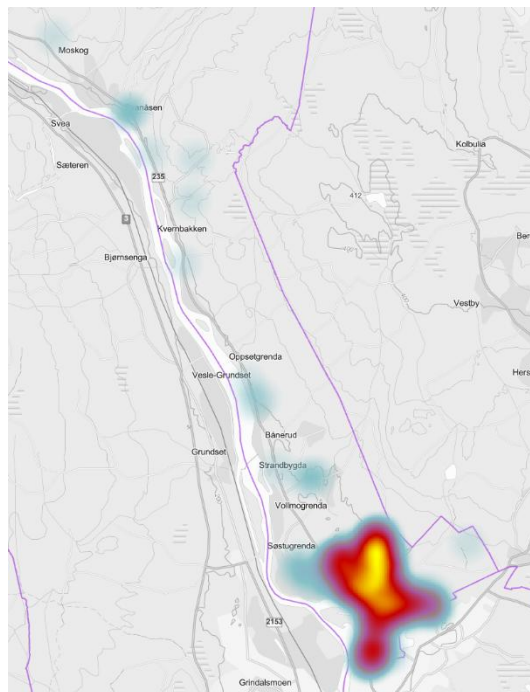 Moskog
Svea
Sæteren
235
Kolbulia
412
3
Kvernbakken
Bjørnsenga
Vestby
Oppsetgrenda
Vesle-Grundset
Bånerud
Grundset
Strandbygda
Vollmogrenda
Søstugrenda
2153
Grindalsmoen